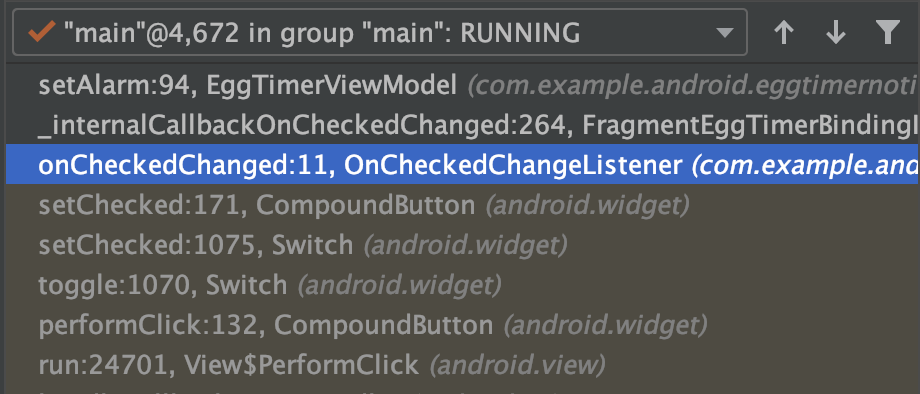 "main"@4,672 in group "main": RUNNING
setAlarm:94, EggTimerViewModel (com.example.android.eggtimernoti
_internalCallbackOnCheckedChanged:264, FragmentEggTimerBindingI
onCheckedChanged:11, OnCheckedChangeListener (com.example.and
setChecked:171, CompoundButton (android.widget)
setChecked:1075, Switch (android.widget)
toggle:1070, Switch (android.widget)
performClick:132, CompoundButton (android.widget)
run:24701, View$PerformClick (android.view)